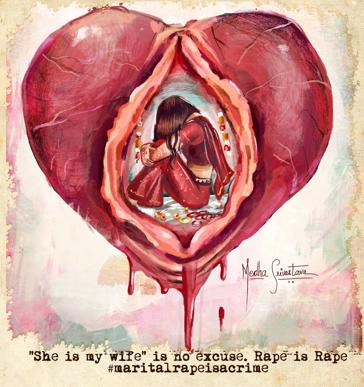 Medha Srivastava
"She is my wife" is no excuse. Rape is Rape
#maritalrapeisacrime